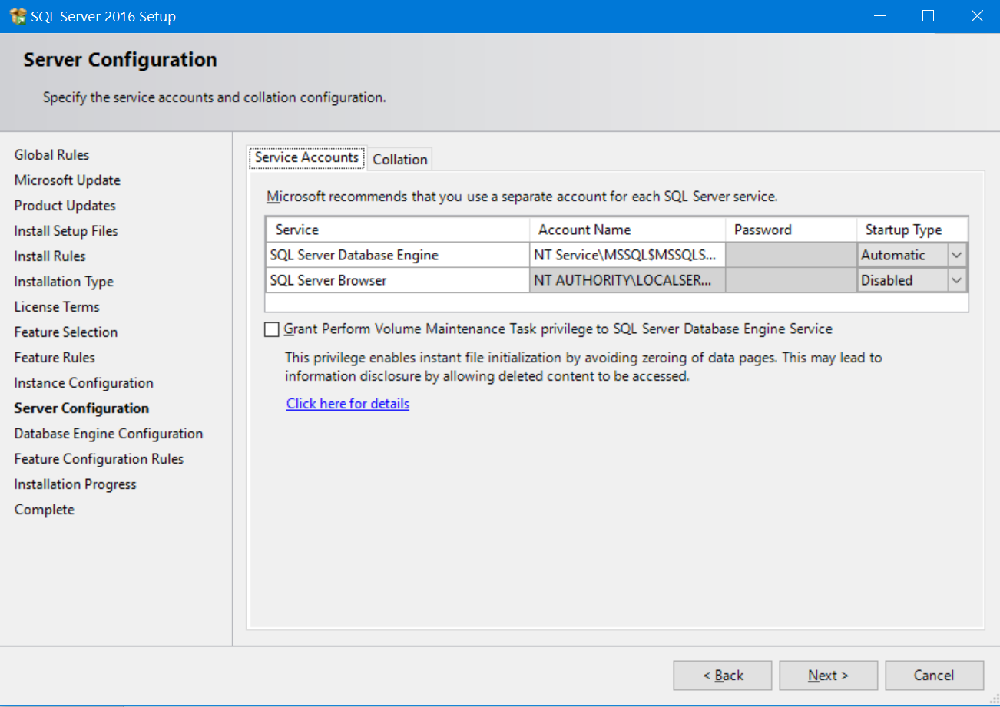 SQL Server 2016 Setup
Server Configuration
Specify the service accounts and collation configuration.
Global Rules
Microsoft Update
Product Updates
Install Setup Files
Install Rules
Installation Type
License Terms
Feature Selection
Feature Rules
Instance Configuration
Server Configuration
Database Engine Configuration
Feature Configuration Rules
Installation Progress
Complete
Service Accounts Collation
Microsoft recommends that you use a separate account for each SQL Server service.
Service Account Name Password Startup Type
SQL Server Database Engine NT Service\MSSQL$MSSQLS... Automatic
SQL Server Browser NT AUTHORITY\LOCALSER... Disabled
Grant Perform Volume Maintenance Task privilege to SQL Server Database Engine Service
This privilege enables instant file initialization by avoiding zeroing of data pages. This may lead to
information disclosure by allowing deleted content to be accessed.
Click here for details
< Back Next > Cancel